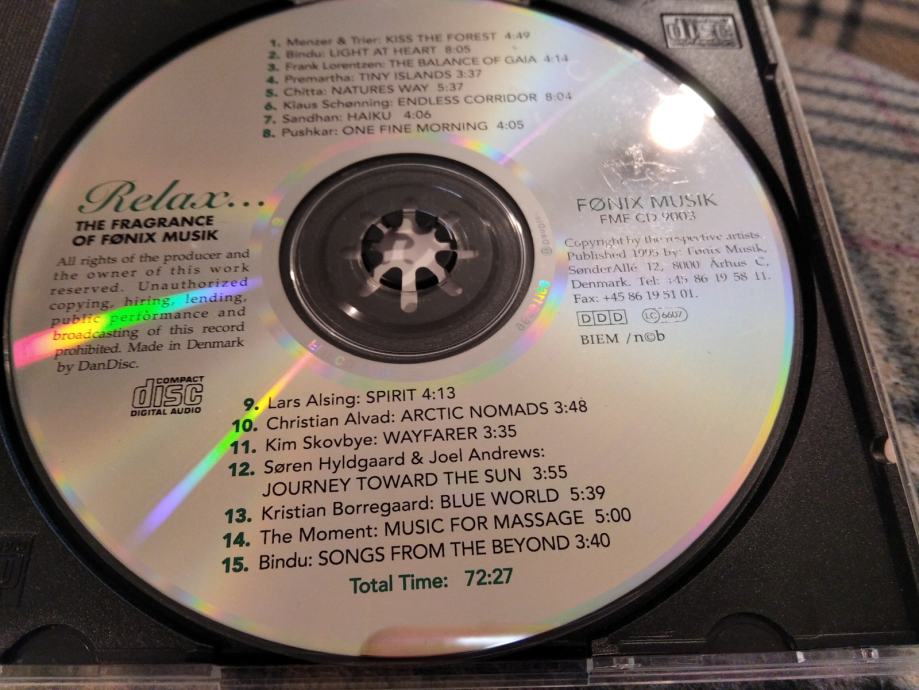 1. Menzer & Trier: KISS THE FOREST 4:49
2. Bindu: LIGHT AT HEART 8:05
3. Frank Lorentzen: THE BALANCE OF GAIA 4:14
4. Premartha: TINY ISLANDS 3:37
5. Chitta: NATURES WAY 5:37
6. Klaus Schønning: ENDLESS CORRIDOR 8:04
7. Sandhan: HAIKU 4:06
8. Pushkar: ONE FINE MORNING 4:05
Relax...
THE FRAGRANCE
OF FØNIX MUSIK
All rights of the producer and
the owner of this work
reserved. Unauthorized
copying, hiring, lending,
public performance and
broadcasting of this record
prohibited. Made in Denmark
by DanDisc.
COMPACT
disc
DIGITAL AUDIO
FØNIX MUSIK
FMF CD 9003
Copyright by the respective artists.
Published 1995 by: Fønix Musik,
SønderAllé 12, 8000 Århus C,
Denmark. Tel: +45 86 19 58 11.
Fax: +45 86 19 51 01.
DDD LC 6607
BIEM / n©b
9. Lars Alsing: SPIRIT 4:13
10. Christian Alvad: ARCTIC NOMADS 3:48
11. Kim Skovbye: WAYFARER 3:35
12. Søren Hyldgaard & Joel Andrews:
JOURNEY TOWARD THE SUN 3:55
13. Kristian Borregaard: BLUE WORLD 5:39
14. The Moment: MUSIC FOR MASSAGE 5:00
15. Bindu: SONGS FROM THE BEYOND 3:40
Total Time: 72:27
disc